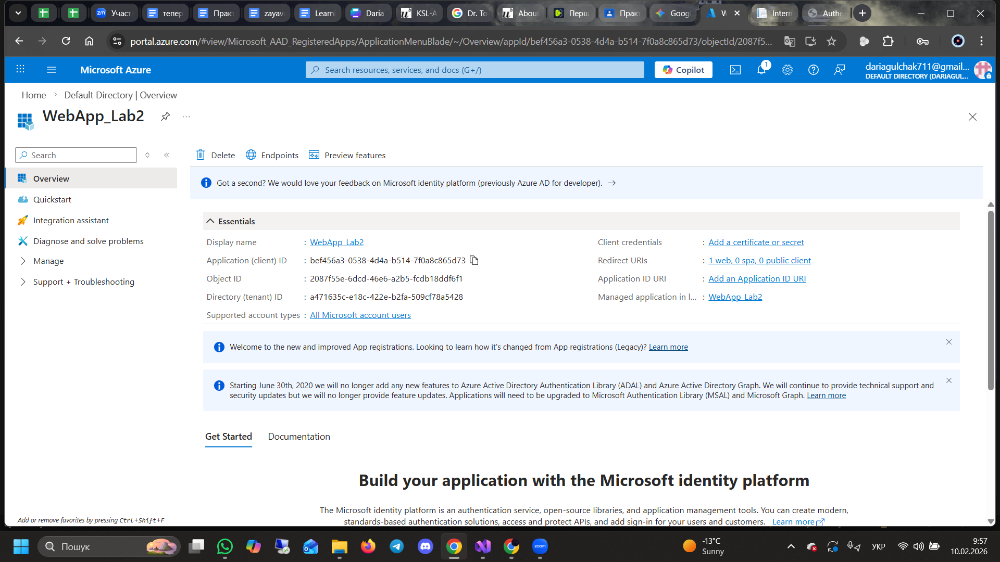 Участ
тепер
Практ
zayav
Learni
Daria
KSL-A
Dr. To
About
Перш
Практ
Goog
W
Intern
Authe
portal.azure.com/#view/Microsoft_AAD_RegisteredApps/ApplicationMenuBlade/~/Overview/appId/bef456a3-0538-4d4a-b514-7f0a8c865d73/objectId/2087f5...
Microsoft Azure
Search resources, services, and docs (G+/)
Copilot
1
dariagulchak711@gmail...
DEFAULT DIRECTORY (DARIAGUL...
Home > Default Directory | Overview
WebApp_Lab2
Search
Delete
Endpoints
Preview features
Overview
Quickstart
Integration assistant
Diagnose and solve problems
Manage
Support + Troubleshooting
Got a second? We would love your feedback on Microsoft identity platform (previously Azure AD for developer). →
Essentials
Display name : WebApp_Lab2
Application (client) ID : bef456a3-0538-4d4a-b514-7f0a8c865d73
Object ID : 2087f55e-6dcd-46e6-a2b5-fcdb18ddf6f1
Directory (tenant) ID : a471635c-e18c-422e-b2fa-509cf78a5428
Supported account types : All Microsoft account users
Client credentials : Add a certificate or secret
Redirect URIs : 1 web, 0 spa, 0 public client
Application ID URI : Add an Application ID URI
Managed application in l... : WebApp_Lab2
Welcome to the new and improved App registrations. Looking to learn how it's changed from App registrations (Legacy)? Learn more
Starting June 30th, 2020 we will no longer add any new features to Azure Active Directory Authentication Library (ADAL) and Azure Active Directory Graph. We will continue to provide technical support and
security updates but we will no longer provide feature updates. Applications will need to be upgraded to Microsoft Authentication Library (MSAL) and Microsoft Graph. Learn more
Get Started
Documentation
Build your application with the Microsoft identity platform
The Microsoft identity platform is an authentication service, open-source libraries, and application management tools. You can create modern,
standards-based authentication solutions, access and protect APIs, and add sign-in for your users and customers. Learn more
Add or remove favorites by pressing Ctrl+Shift+F
Пошук
zoom
-13°C
Sunny
УКР
9:57
10.02.2026